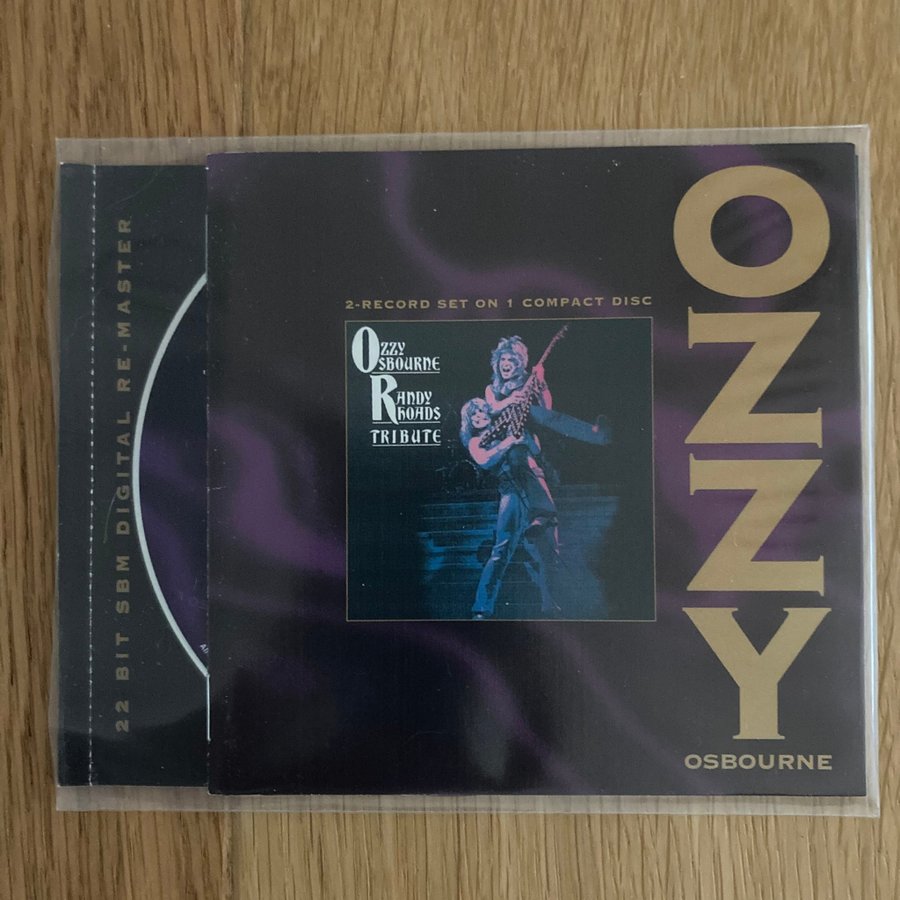 22 BIT SBM DIGITAL RE-MASTER
2-RECORD SET ON 1 COMPACT DISC
OZZY
OSBOURNE
RANDY
RHOADS
TRIBUTE
OZZY
OSBOURNE